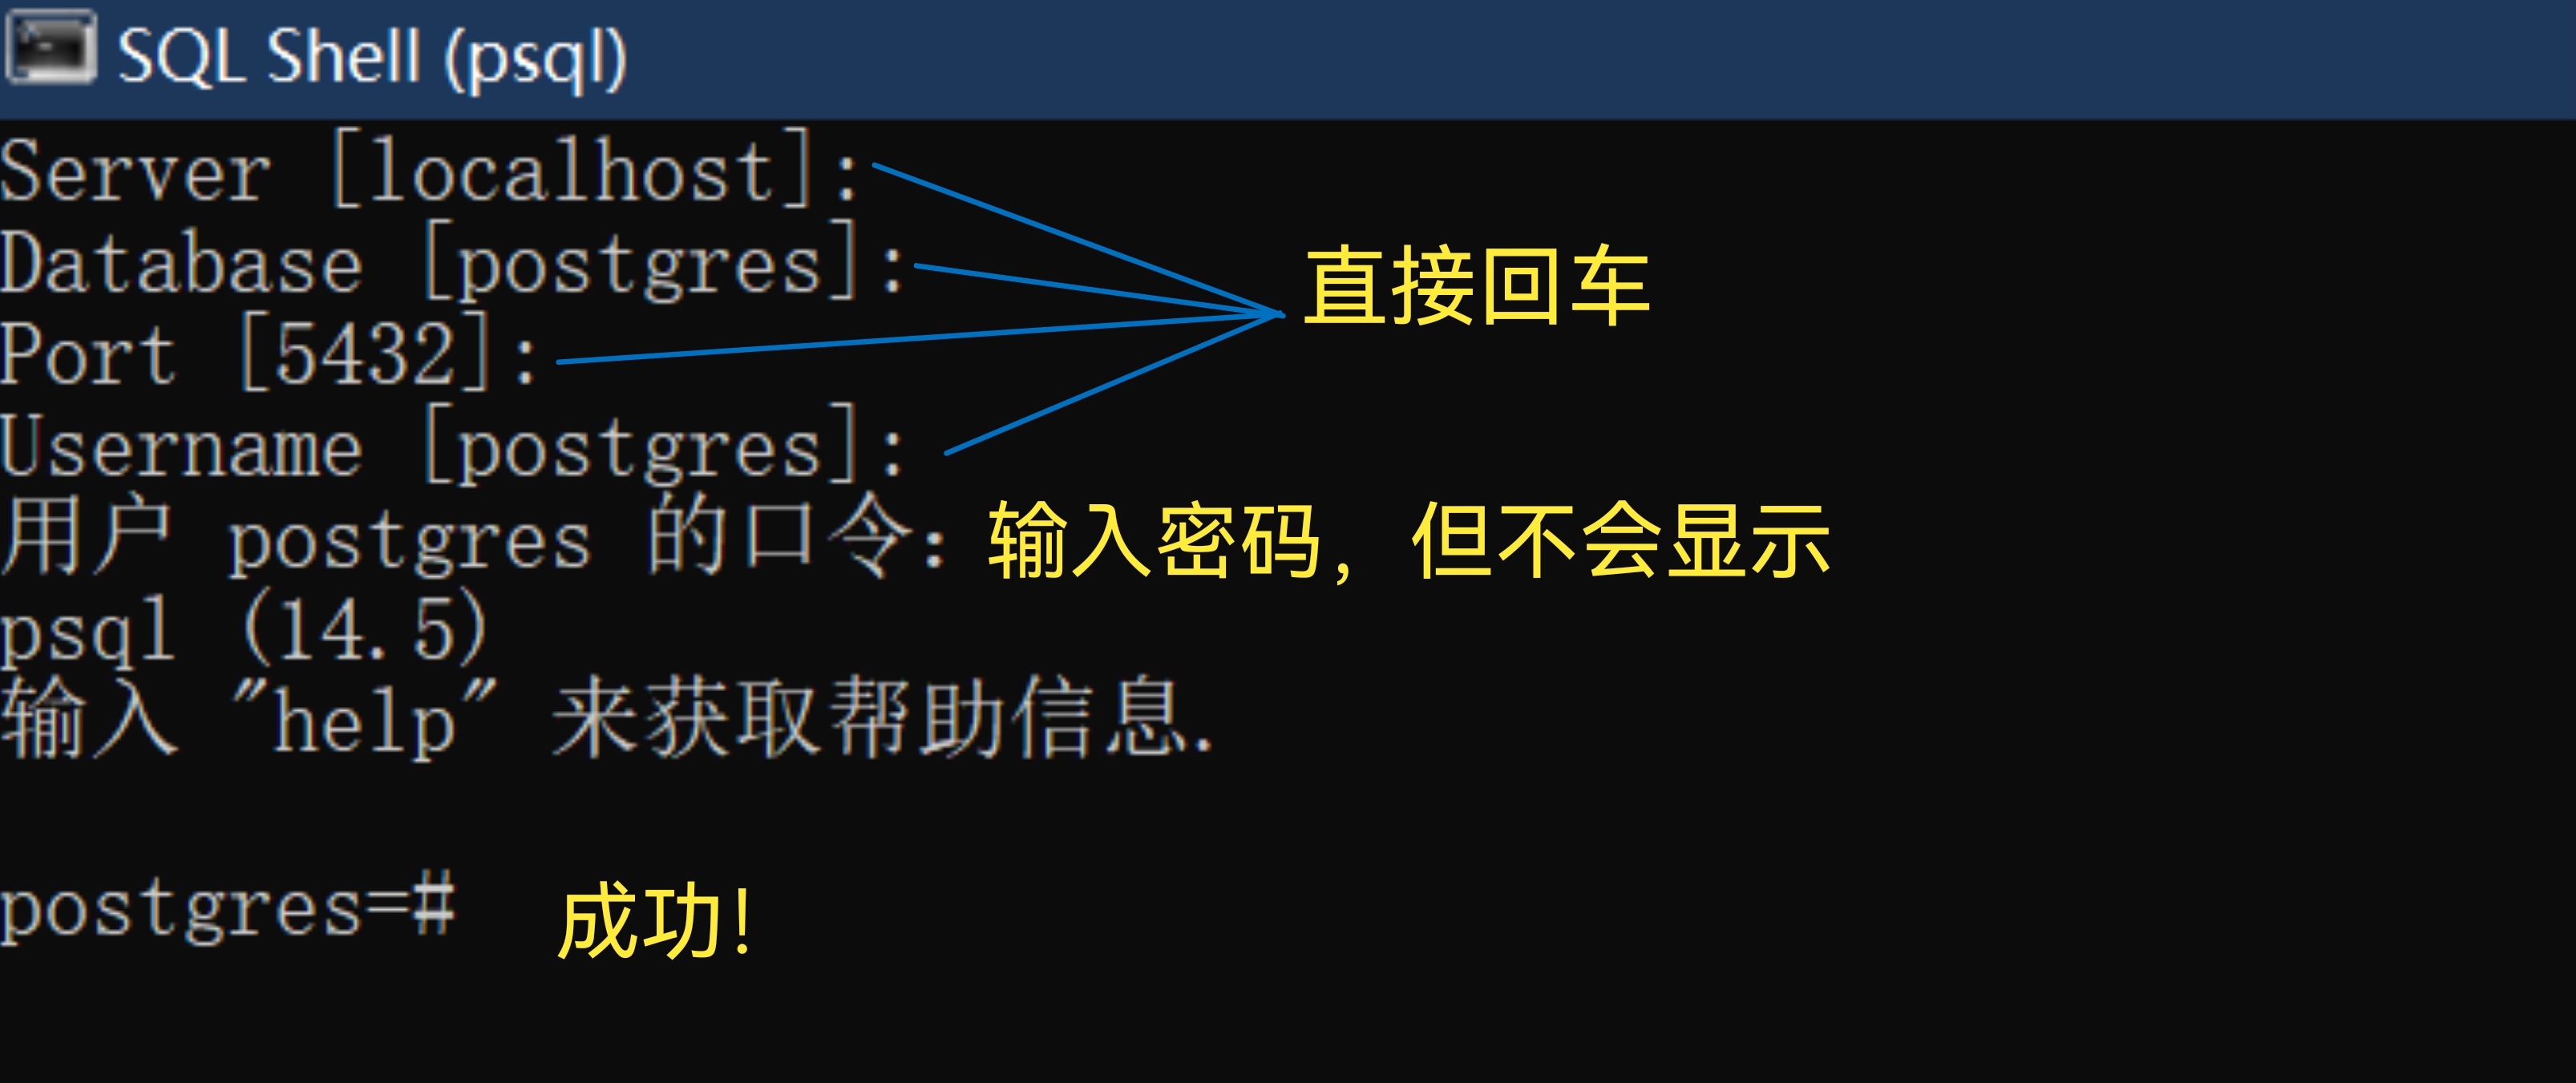 SQL Shell (psql)
Server [localhost]:
Database [postgres]:
直接回车
Port [5432]:
Username [postgres]:
用户 postgres 的口令： 输入密码，但不会显示
psql (14.5)
输入 "help" 来获取帮助信息.
postgres=# 成功！